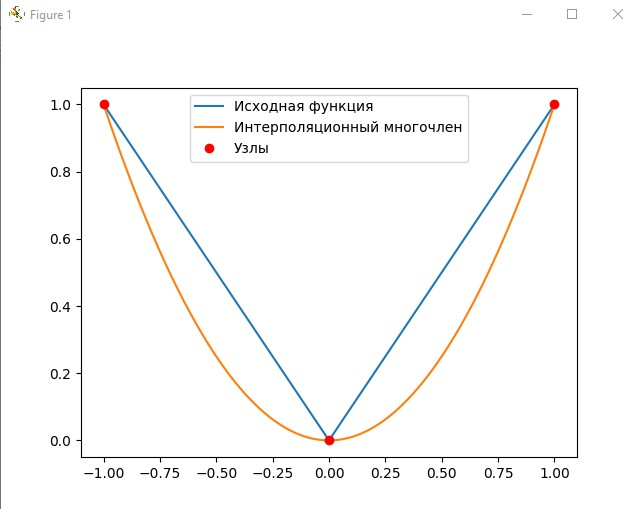 Figure 1
Исходная функция
Интерполяционный многочлен
Узлы
1.0
0.8
0.6
0.4
0.2
0.0
−1.00 −0.75 −0.50 −0.25 0.00 0.25 0.50 0.75 1.00